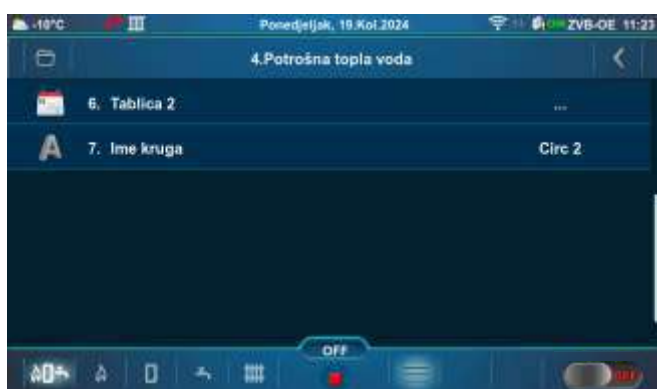 -10°C
Ponedjeljak, 19.Kol.2024
ZVB-OE 11:23
4.Potrošna topla voda
6. Tablica 2 ...
7. Ime kruga Circ 2
OFF
OFF